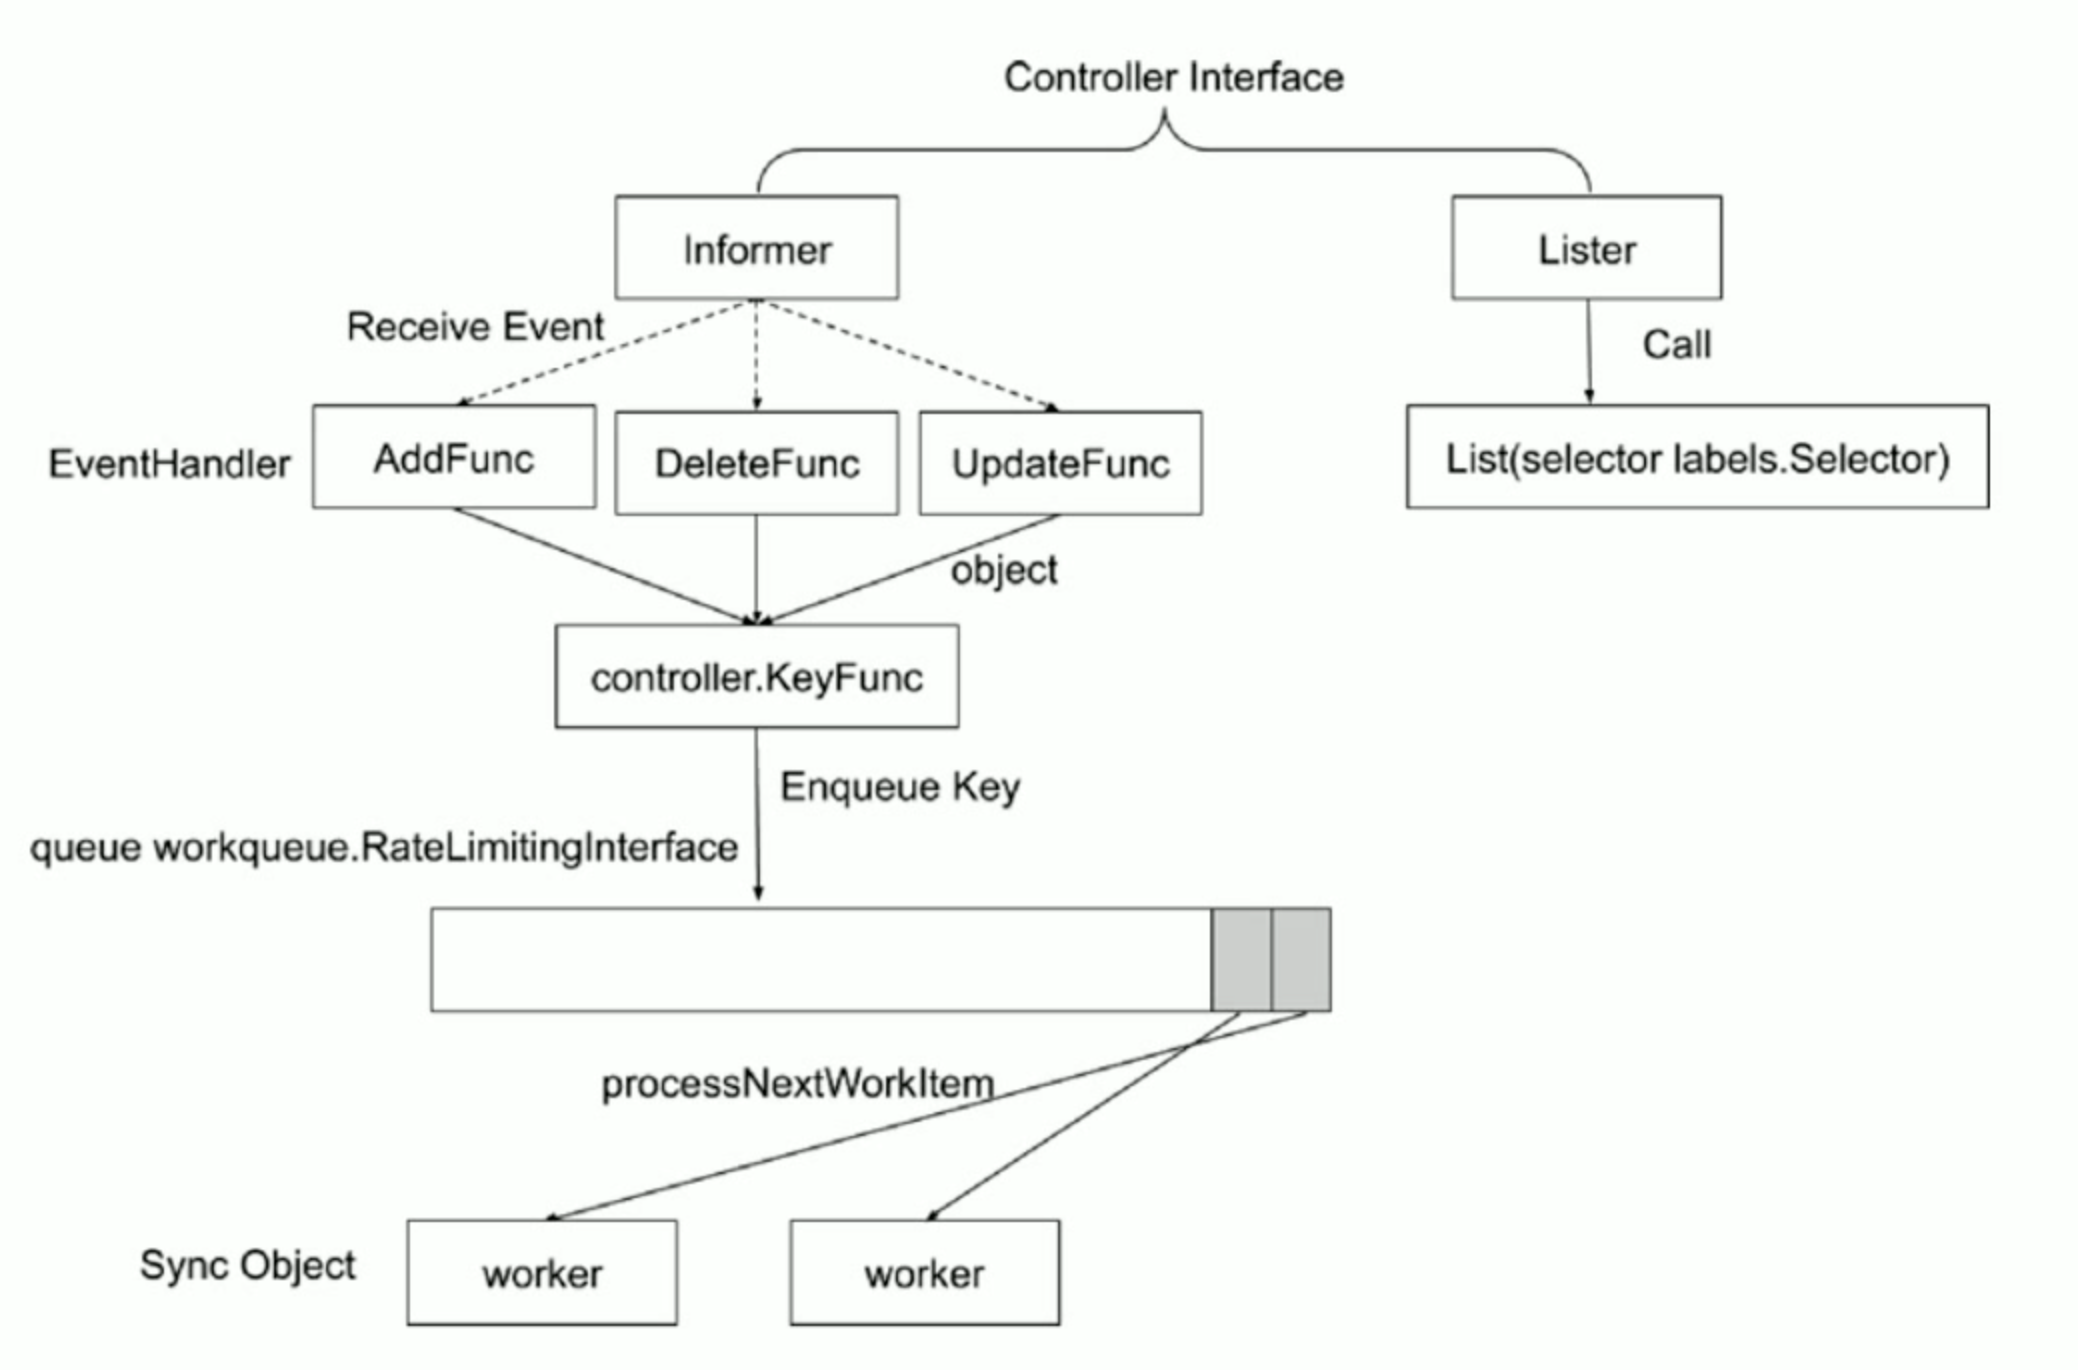 Controller Interface
Informer
Lister
Receive Event
Call
EventHandler
AddFunc
DeleteFunc
UpdateFunc
List(selector labels.Selector)
object
controller.KeyFunc
Enqueue Key
queue workqueue.RateLimitingInterface
processNextWorkItem
Sync Object
worker
worker